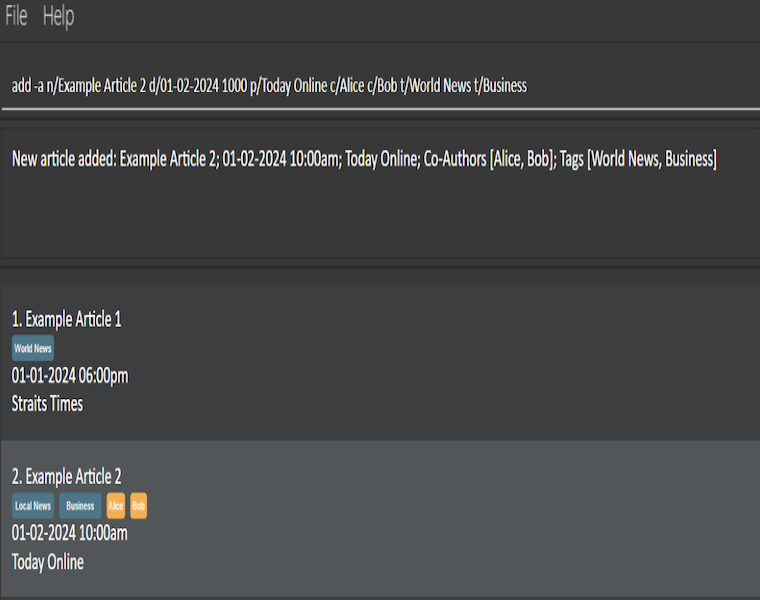 File Help
add -a n/Example Article 2 d/01-02-2024 1000 p/Today Online c/Alice c/Bob t/World News t/Business
New article added: Example Article 2; 01-02-2024 10:00am; Today Online; Co-Authors [Alice, Bob]; Tags [World News, Business]
1. Example Article 1
World News
01-01-2024 06:00pm
Straits Times
2. Example Article 2
Local News Business Alice Bob
01-02-2024 10:00am
Today Online